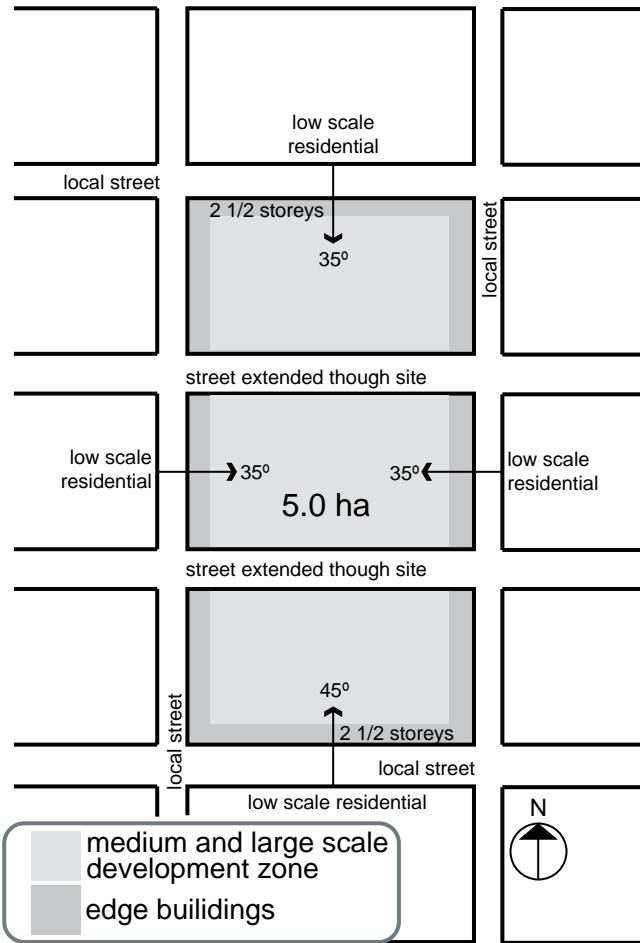 low scale
residential
local street
2 1/2 storeys
local street
35º
street extended though site
low scale
residential
35º
35º
low scale
residential
5.0 ha
street extended though site
45º
local street
2 1/2 storeys
local street
low scale residential
N
medium and large scale
development zone
edge builidings